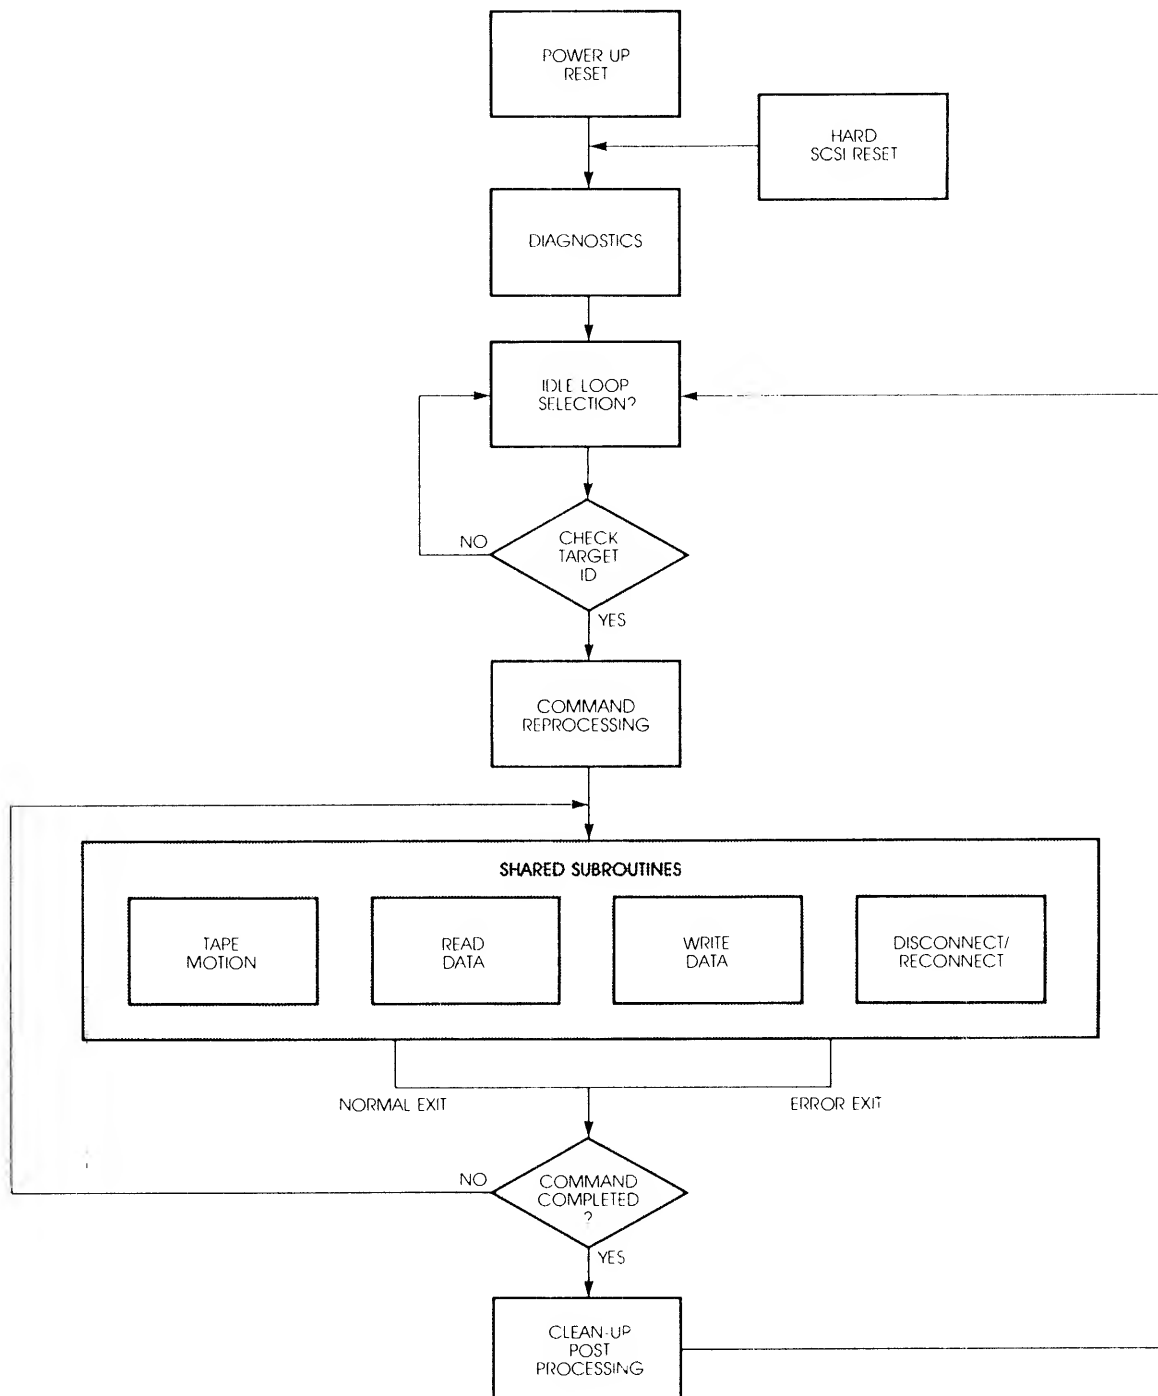 POWER UP
RESET
HARD
SCSI RESET
DIAGNOSTICS
IDLE LOOP
SELECTION?
CHECK
TARGET
ID
NO
YES
COMMAND
REPROCESSING
SHARED SUBROUTINES
TAPE
MOTION
READ
DATA
WRITE
DATA
DISCONNECT/
RECONNECT
NORMAL EXIT
ERROR EXIT
NO
COMMAND
COMPLETED
?
YES
CLEAN-UP
POST
PROCESSING